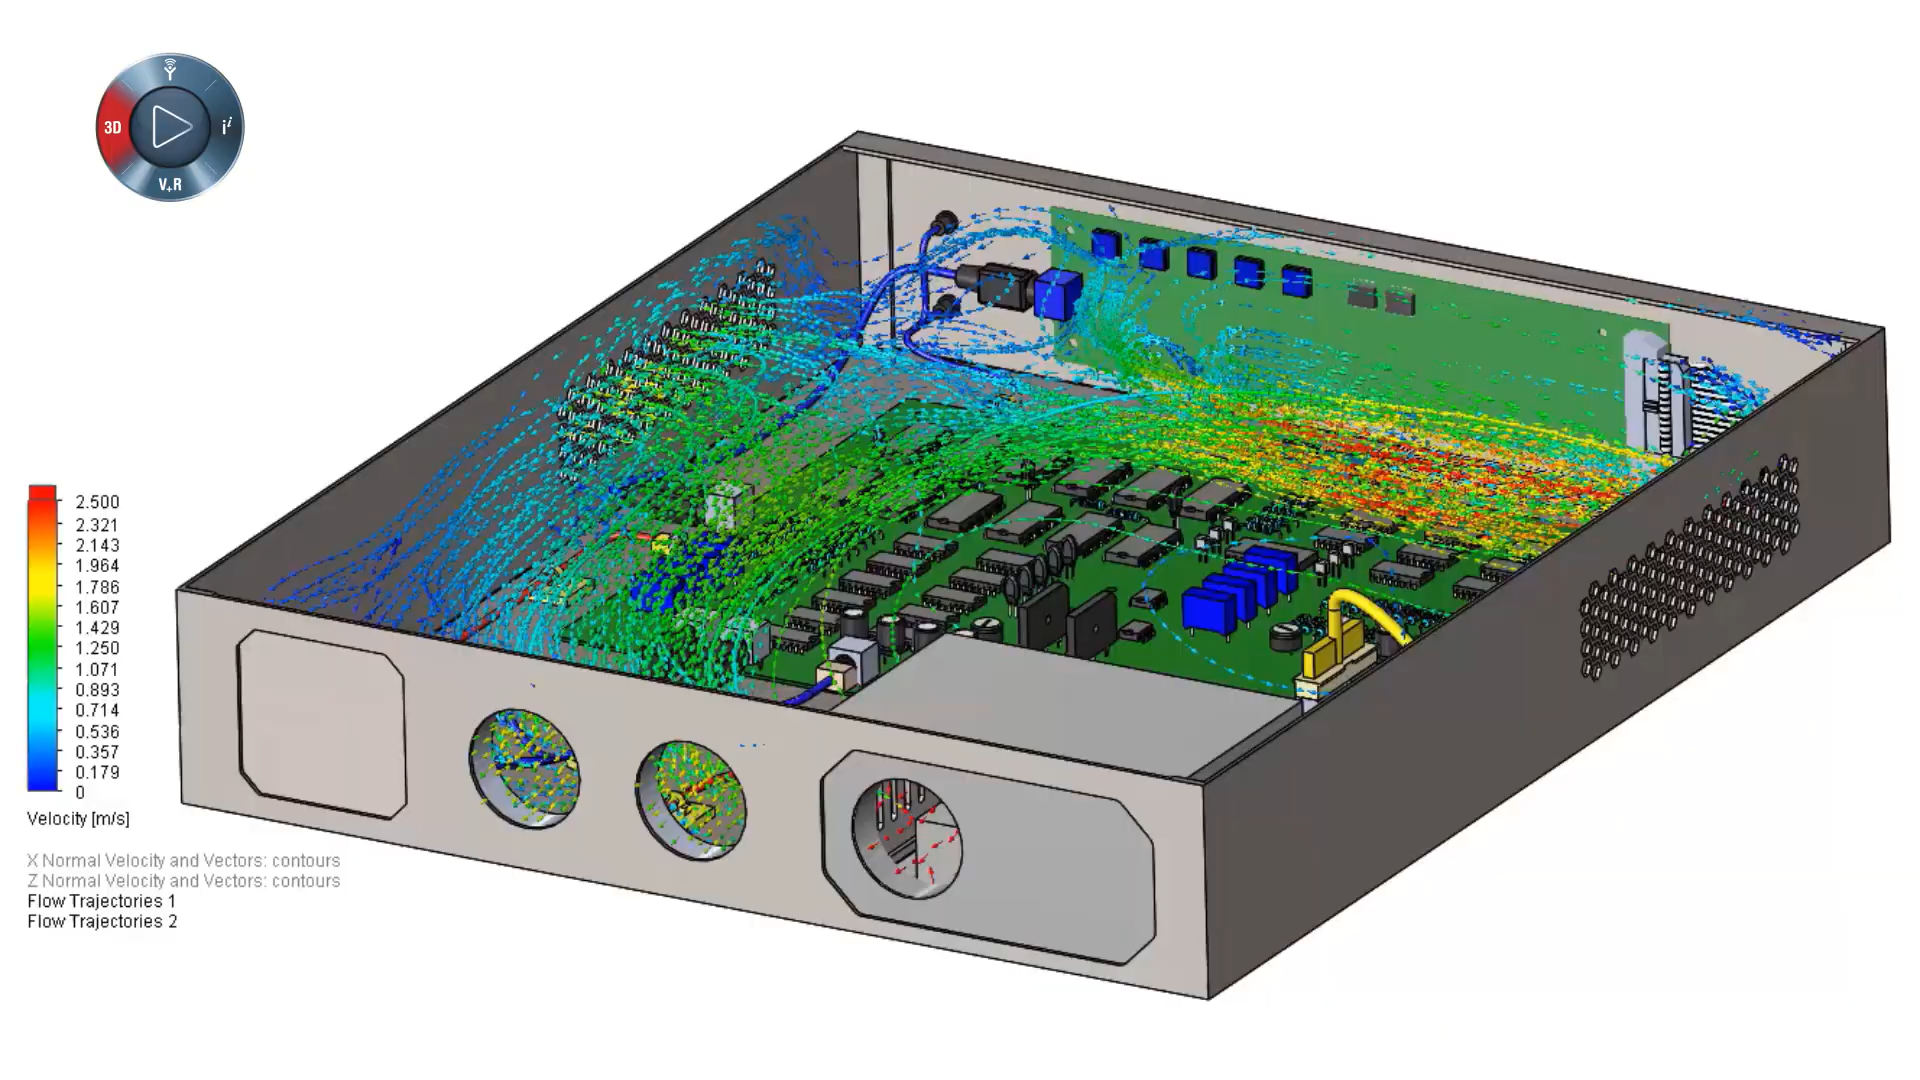 3D
i i
V+R
2.500
2.321
2.143
1.964
1.786
1.607
1.429
1.250
1.071
0.893
0.714
0.536
0.357
0.179
0
Velocity [m/s]
X Normal Velocity and Vectors: contours
Z Normal Velocity and Vectors: contours
Flow Trajectories 1
Flow Trajectories 2